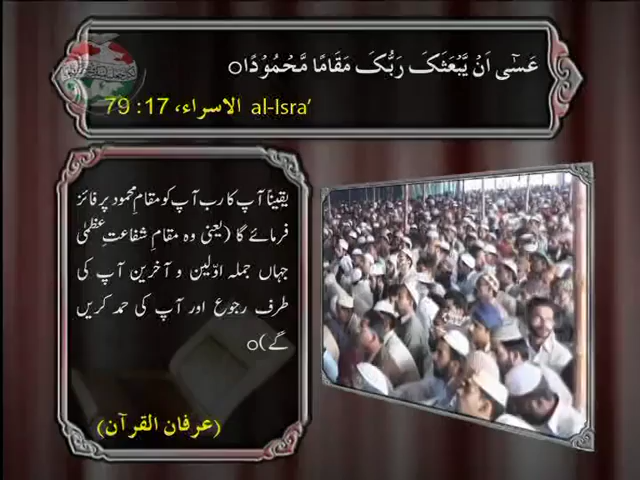 عَسٰۤى اَنْ يَّبْعَثَكَ رَبُّكَ مَقَامًا مَّحْمُوْدًا‏o
الاسراء، 17: 79 al-Isra’
یقیناً آپ کا رب آپ کو مقامِ محمود پر فائز
فرمائے گا (یعنی وہ مقامِ شفاعتِ عظمٰی
جہاں جملہ اوّلین و آخرین آپ کی
طرف رجوع اور آپ کی حمد کریں
گے)o
(عرفان القرآن)